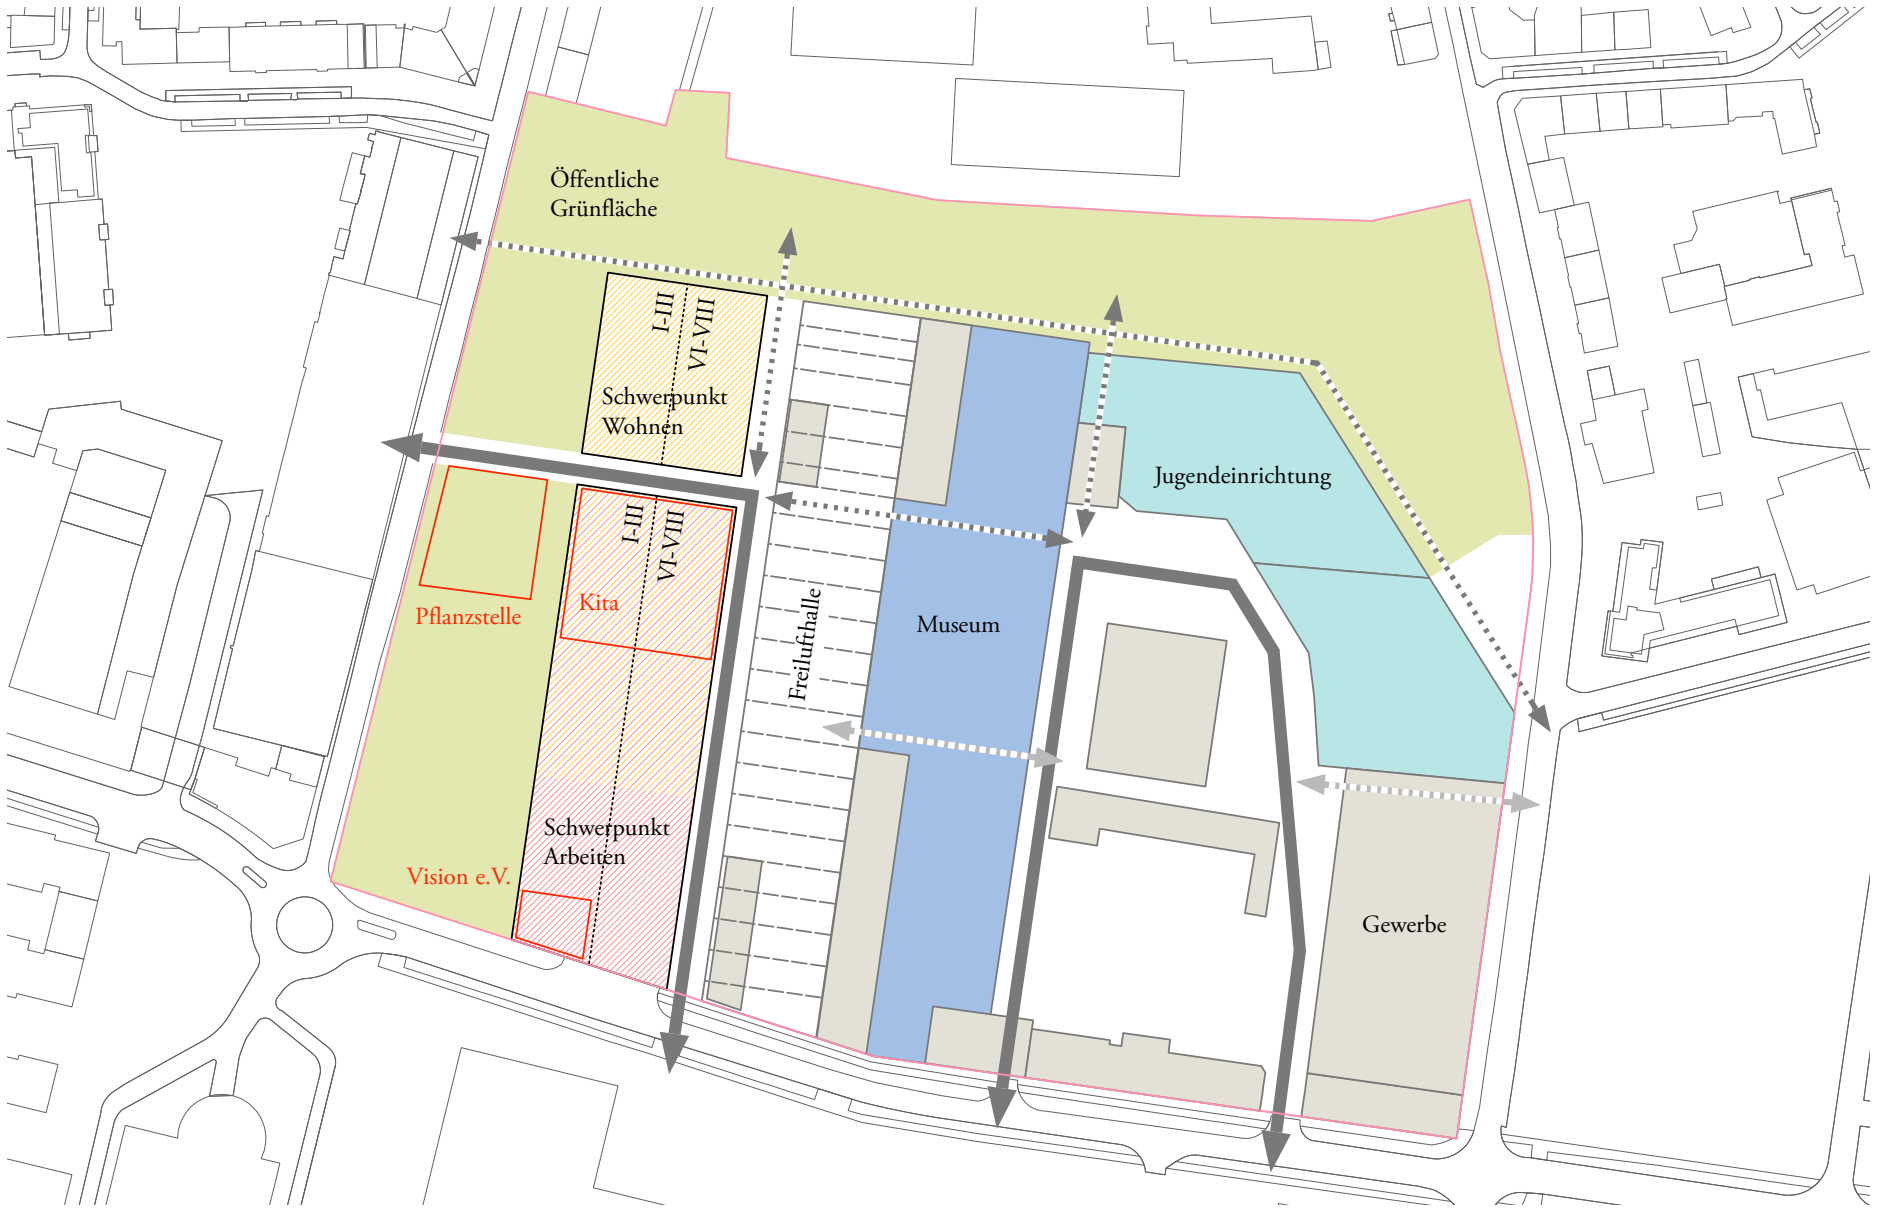 Öffentliche
Grünfläche
I-III
VI-VIII
Schwerpunkt
Wohnen
Jugendeinrichtung
I-III
VI-VIII
Kita
Pflanzstelle
Freilufthalle
Museum
Schwerpunkt
Arbeiten
Vision e.V.
Gewerbe